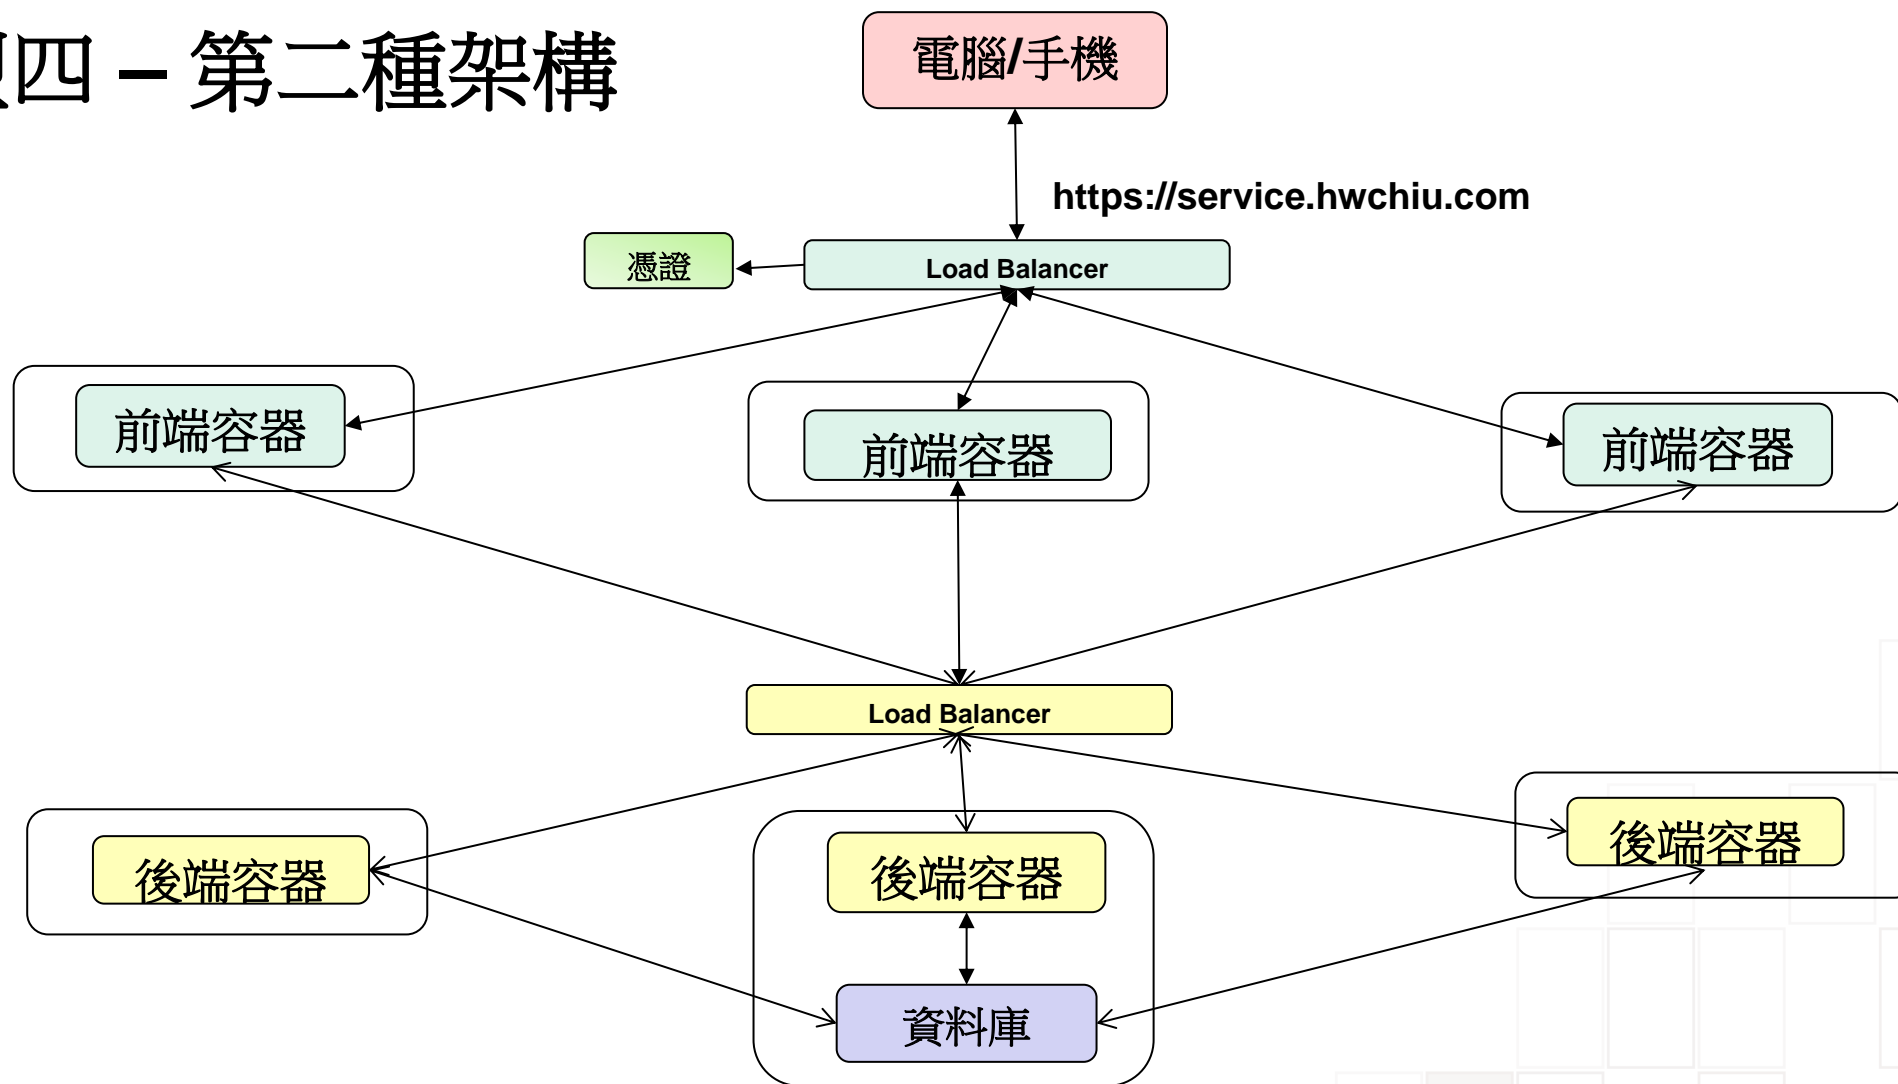 四 – 第二種架構
電腦/手機
https://service.hwchiu.com
憑證
Load Balancer
前端容器
前端容器
前端容器
Load Balancer
後端容器
後端容器
後端容器
資料庫